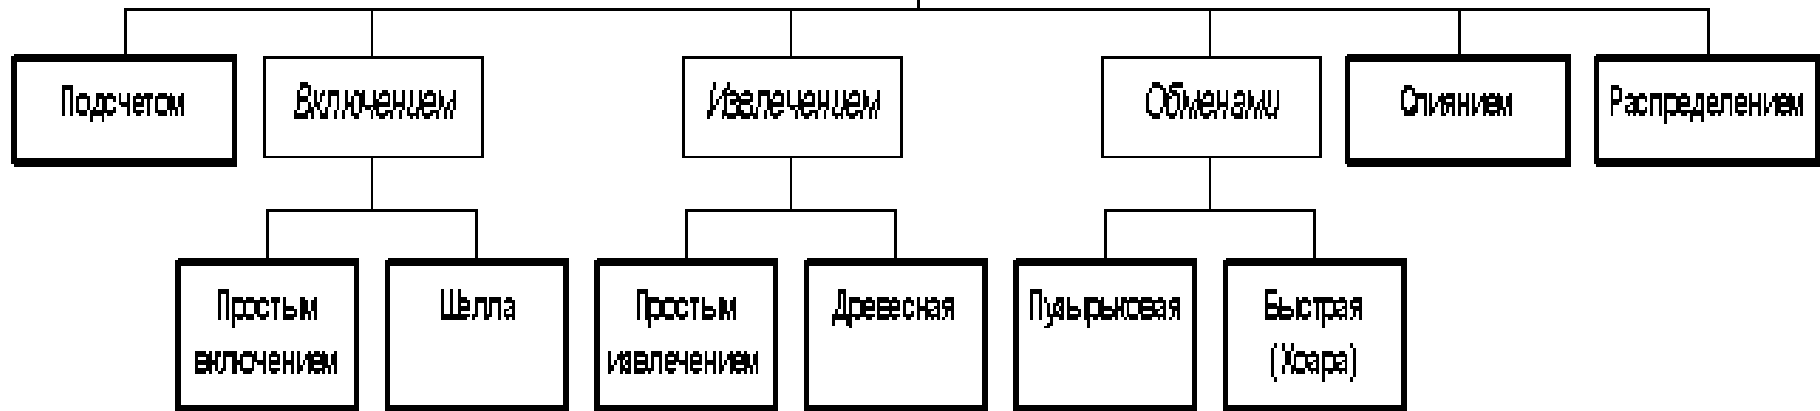 Подсчетом
Включением
Извлечением
Обменами
Слиянием
Распределением
Простым
включением
Шелла
Простым
извлечением
Древесная
Пузырьковая
Быстрая
(Хоара)